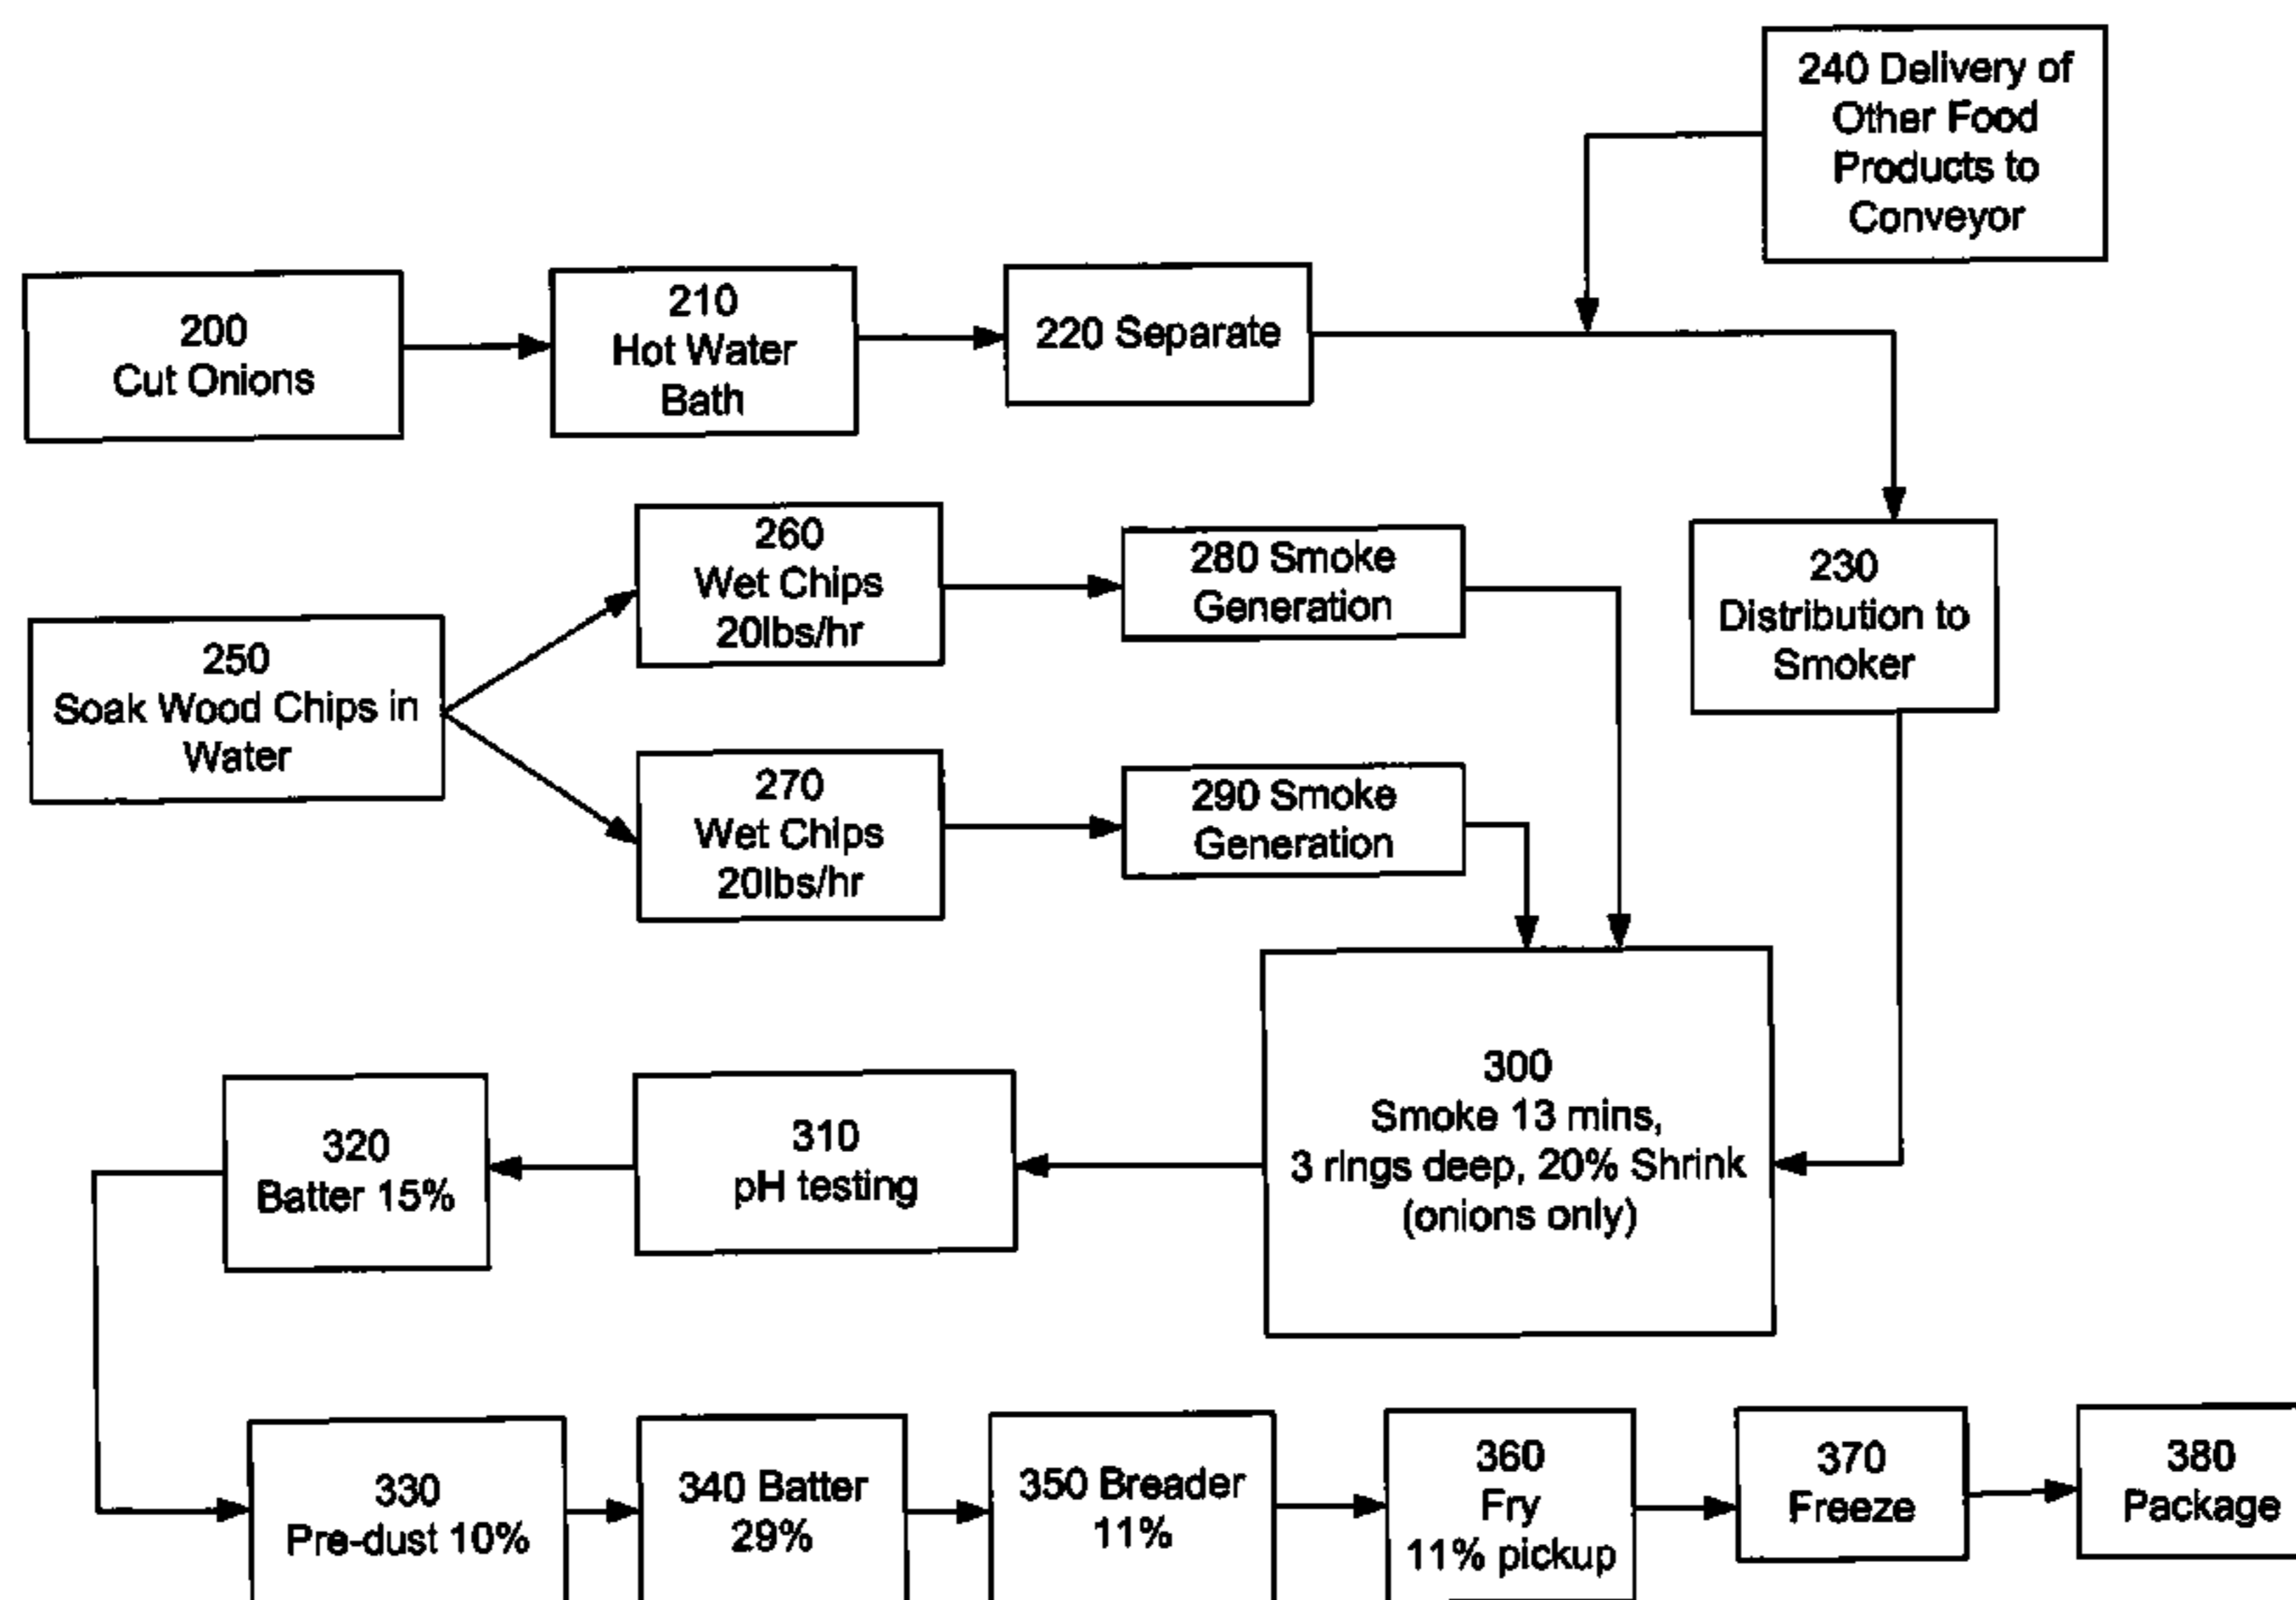 240 Delivery of
Other Food
Products to
Conveyor
200
Cut Onions
210
Hot Water
Bath
220 Separate
260
Wet Chips
20lbs/hr
280 Smoke
Generation
230
Distribution to
Smoker
250
Soak Wood Chips in
Water
270
Wet Chips
20lbs/hr
290 Smoke
Generation
300
Smoke 13 mins,
3 rings deep, 20% Shrink
(onions only)
310
pH testing
320
Batter 15%
330
Pre-dust 10%
340 Batter
29%
350 Breader
11%
360
Fry
11% pickup
370
Freeze
380
Package